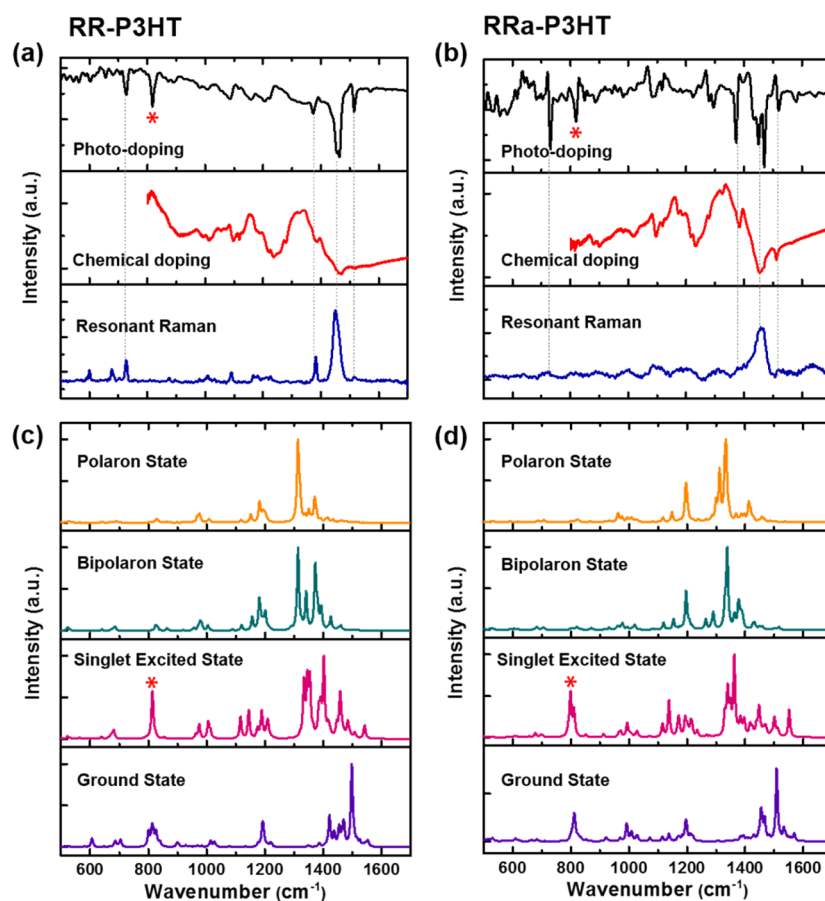 RR-P3HT
RRa-P3HT
(a)
(b)
*
*
Photo-doping
Photo-doping
Chemical doping
Chemical doping
Resonant Raman
Resonant Raman
Intensity (a.u.)
Intensity (a.u.)
(c)
(d)
Polaron State
Polaron State
Bipolaron State
Bipolaron State
Singlet Excited State
Singlet Excited State
*
*
Ground State
Ground State
Intensity (a.u.)
Intensity (a.u.)
600 800 1000 1200 1400 1600
600 800 1000 1200 1400 1600
Wavenumber (cm⁻¹)
Wavenumber (cm⁻¹)